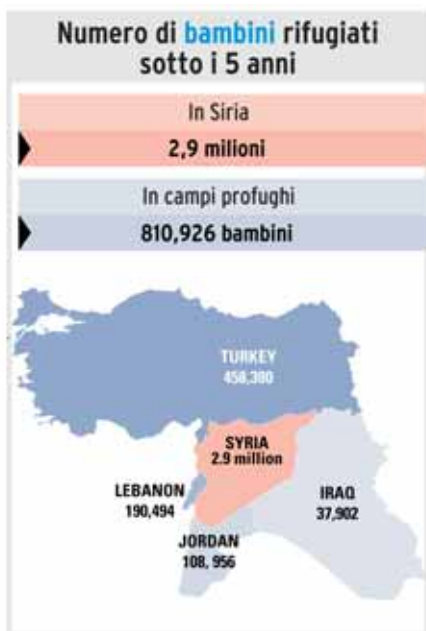 Numero di bambini rifugiati
sotto i 5 anni
In Siria
2,9 milioni
In campi profughi
810,926 bambini
TURKEY
458,380
SYRIA
2.9 million
LEBANON
190,494
IRAQ
37,902
JORDAN
108, 956